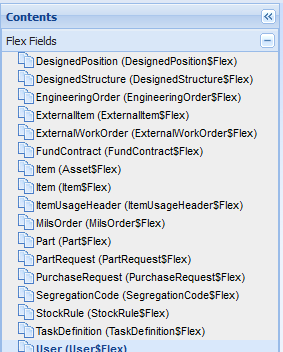 Contents
Flex Fields
DesignedPosition (DesignedPosition$Flex)
DesignedStructure (DesignedStructure$Flex)
EngineeringOrder (EngineeringOrder$Flex)
ExternalItem (ExternalItem$Flex)
ExternalWorkOrder (ExternalWorkOrder$Flex)
FundContract (FundContract$Flex)
Item (Asset$Flex)
Item (Item$Flex)
ItemUsageHeader (ItemUsageHeader$Flex)
MilsOrder (MilsOrder$Flex)
Part (Part$Flex)
PartRequest (PartRequest$Flex)
PurchaseRequest (PurchaseRequest$Flex)
SegregationCode (SegregationCode$Flex)
StockRule (StockRule$Flex)
TaskDefinition (TaskDefinition$Flex)
User (User$Flex)